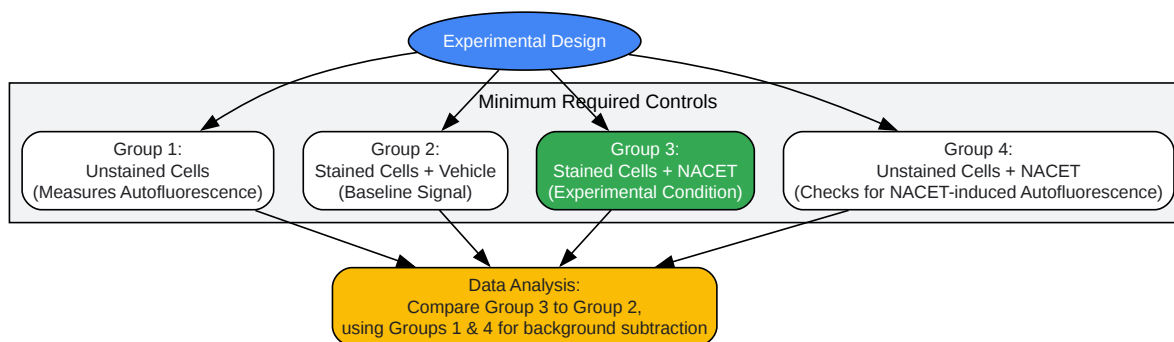 Experimental Design
Minimum Required Controls
Group 1:
Unstained Cells
(Measures Autofluorescence)
Group 2:
Stained Cells + Vehicle
(Baseline Signal)
Group 3:
Stained Cells + NACET
(Experimental Condition)
Group 4:
Unstained Cells + NACET
(Checks for NACET-induced Autofluorescence)
Data Analysis:
Compare Group 3 to Group 2,
using Groups 1 & 4 for background subtraction